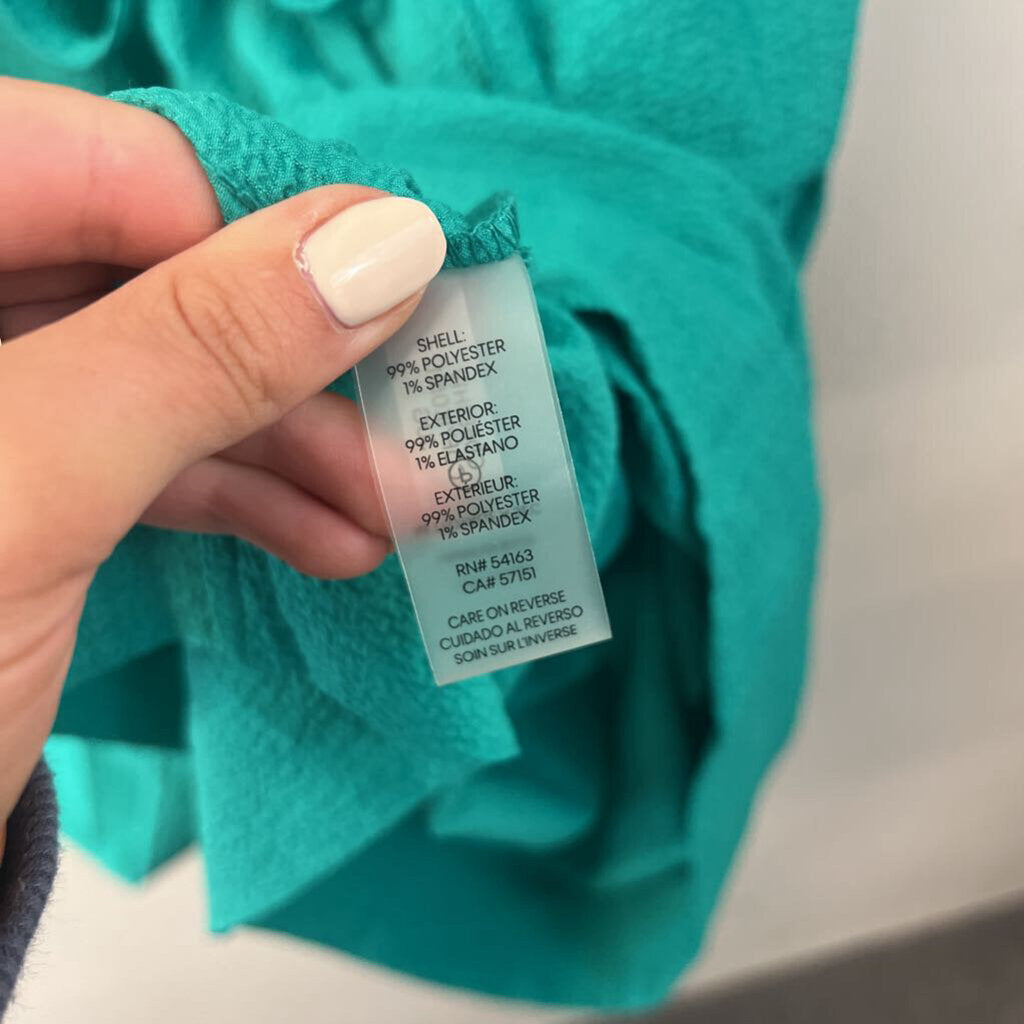 SHELL:
99% POLYESTER
1% SPANDEX
EXTERIOR:
99% POLIÉSTER
1% ELASTANO
EXTÉRIEUR:
99% POLYESTER
1% SPANDEX
RN# 54163
CA# 57151
CARE ON REVERSE
CUIDADO AL REVERSO
SOIN SUR L'INVERSE